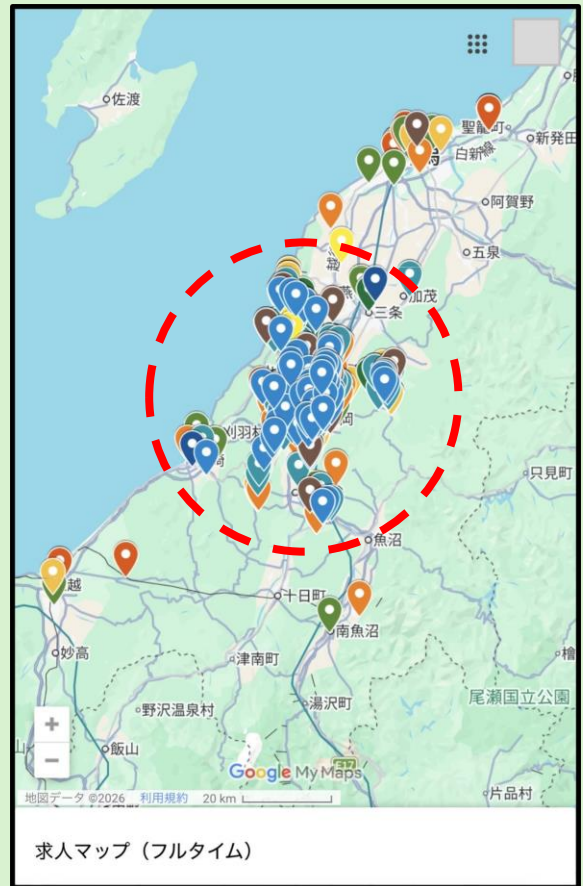 佐渡
聖籠町
新発田
白新線
阿賀野
五泉
加茂
三条
刈羽村
只見町
魚沼
十日町
越
南魚沼
妙高
津南町
湯沢町
尾瀬国立公園
野沢温泉村
飯山
E17
Google My Maps
片品村
地図データ ©2026 利用規約 20 km
求人マップ（フルタイム）